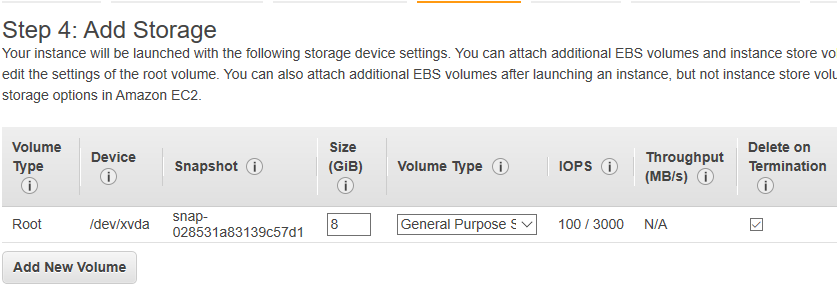 Step 4: Add Storage
Your instance will be launched with the following storage device settings. You can attach additional EBS volumes and instance store vo
edit the settings of the root volume. You can also attach additional EBS volumes after launching an instance, but not instance store volu
storage options in Amazon EC2.
Volume Type Device Snapshot Size (GiB) Volume Type IOPS Throughput (MB/s) Delete on Termination
Root /dev/xvda snap-028531a83139c57d1 8 General Purpose S 100 / 3000 N/A
Add New Volume